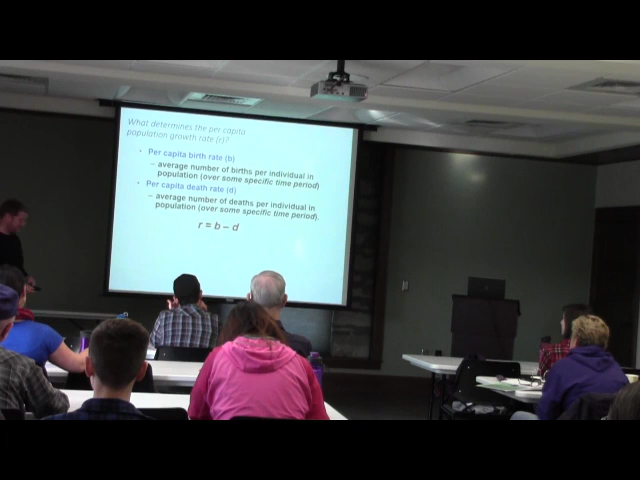 What determines the per capita
population growth rate (r)?
• Per capita birth rate (b)
– average number of births per individual in
population (over some specific time period)
• Per capita death rate (d)
– average number of deaths per individual in
population (over some specific time period).
r = b – d